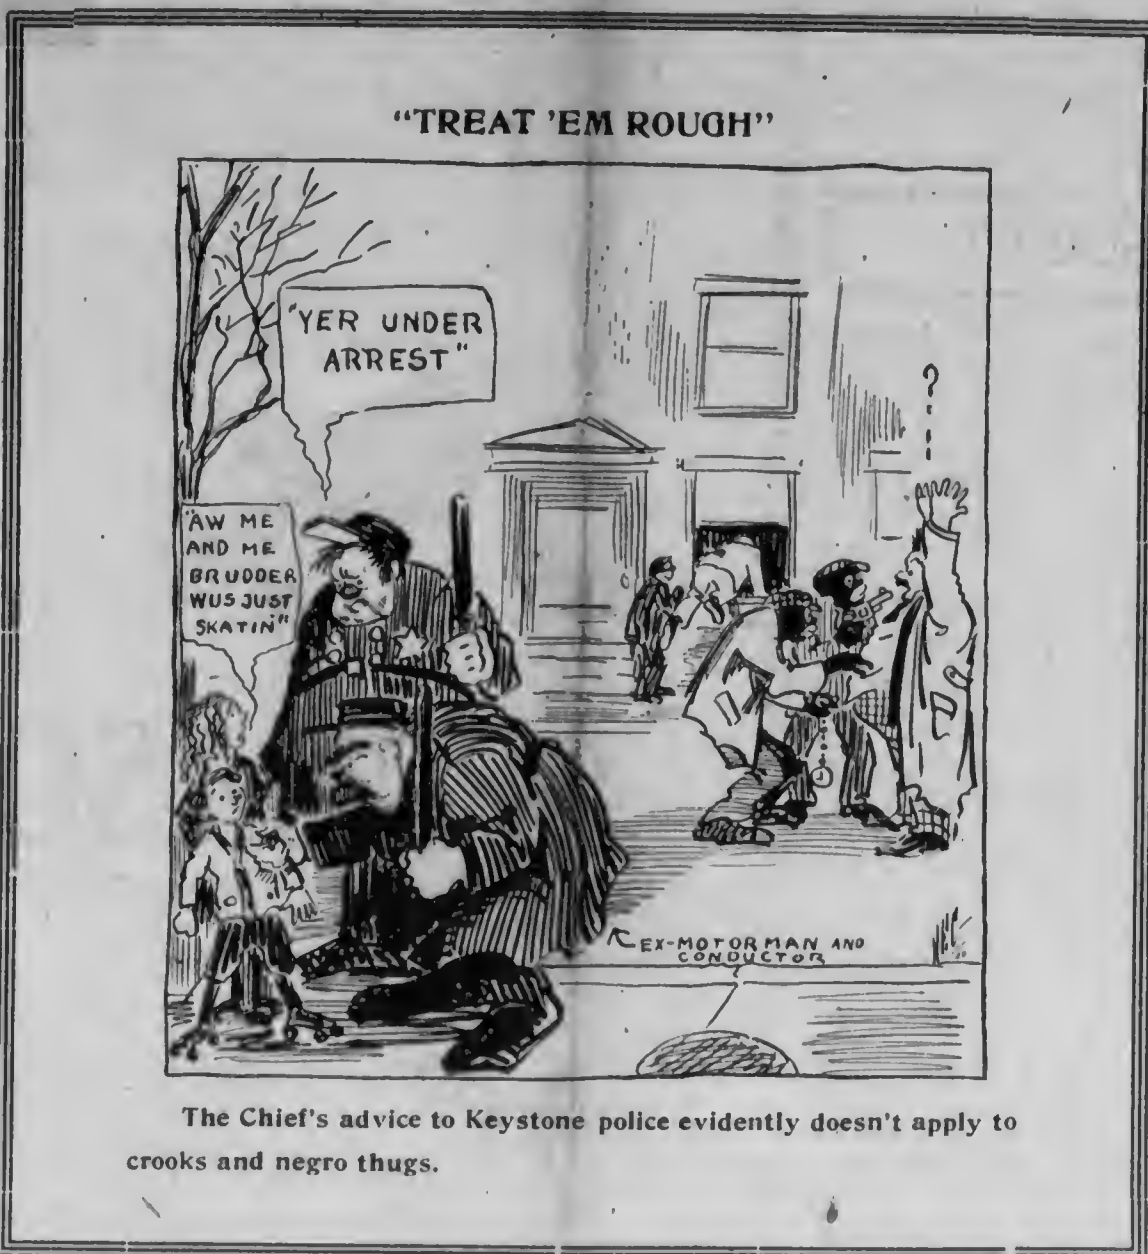 “TREAT ’EM ROUGH”
"YER UNDER
ARREST"
?
"AW ME
AND ME
BRUDDER
WUS JUST
SKATIN'"
EX-MOTORMAN AND
CONDUCTOR
The Chief's advice to Keystone police evidently doesn't apply to
crooks and negro thugs.